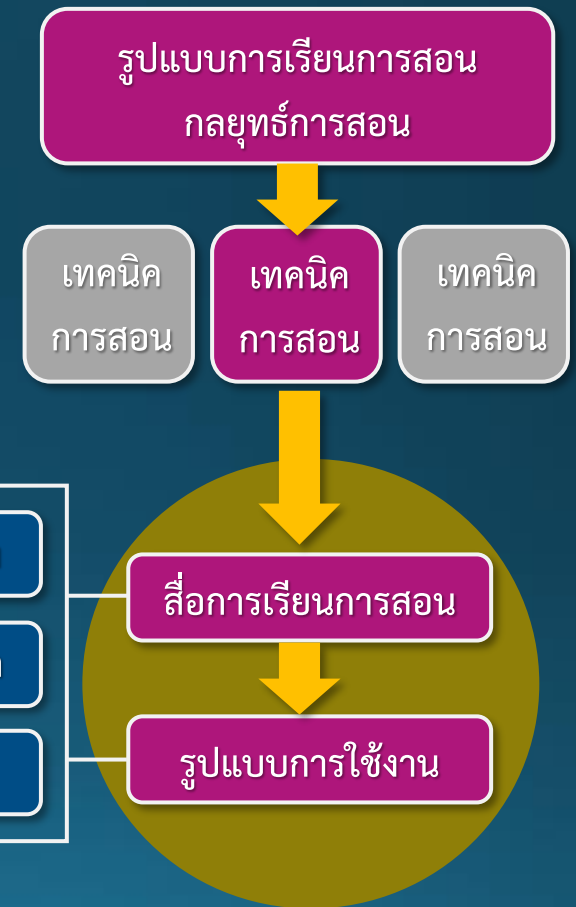 รูปแบบการเรียนการสอน
กลยุทธ์การสอน
เทคนิค
การสอน
เทคนิค
การสอน
เทคนิค
การสอน
สื่อการเรียนการสอน
รูปแบบการใช้งาน